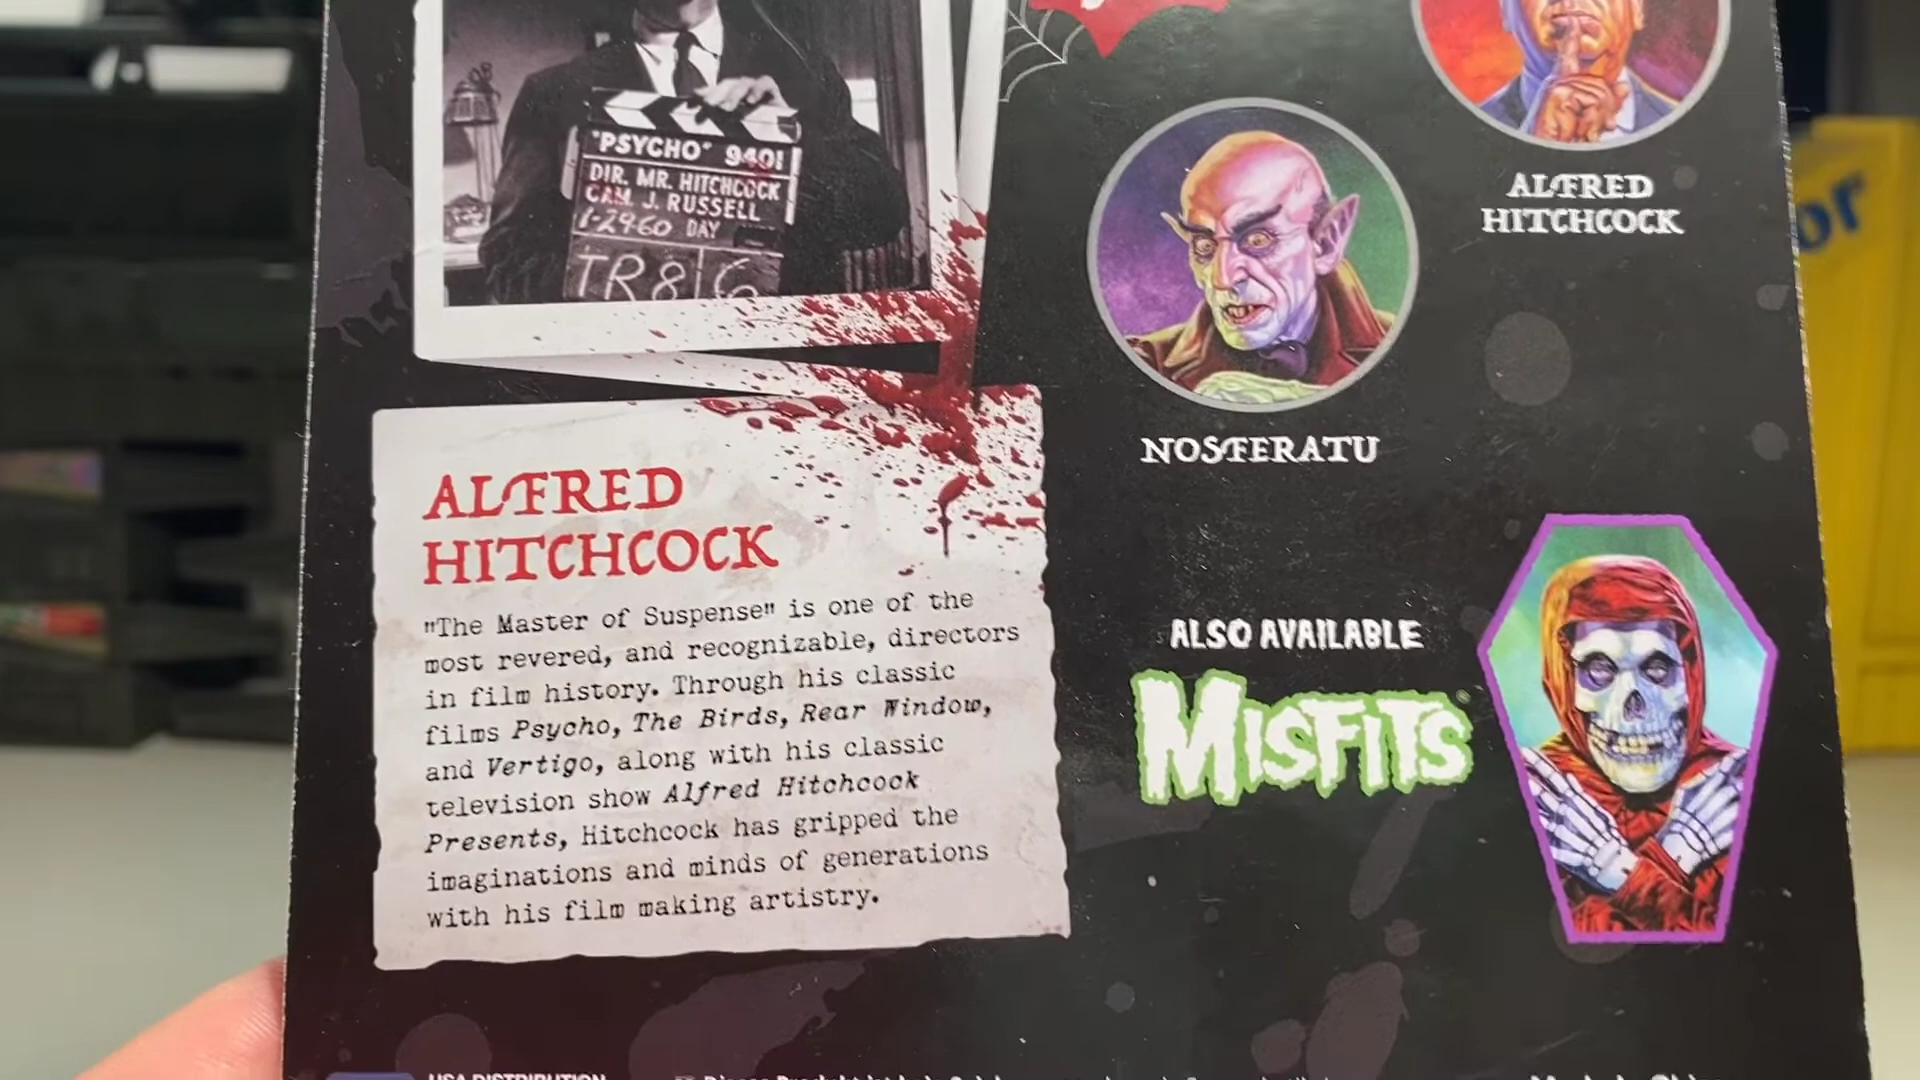 "PSYCHO" 9401
DIR. MR. HITCHCOCK
CAM. J. RUSSELL
1-2960 DAY
TR8 16
ALFRED
HITCHCOCK
"The Master of Suspense" is one of the
most revered, and recognizable, directors
in film history. Through his classic
films Psycho, The Birds, Rear Window,
and Vertigo, along with his classic
television show Alfred Hitchcock
Presents, Hitchcock has gripped the
imaginations and minds of generations
with his film making artistry.
ALFRED
HITCHCOCK
NOSFERATU
ALSO AVAILABLE
MISFITS
or
USA DISTRIBUTION